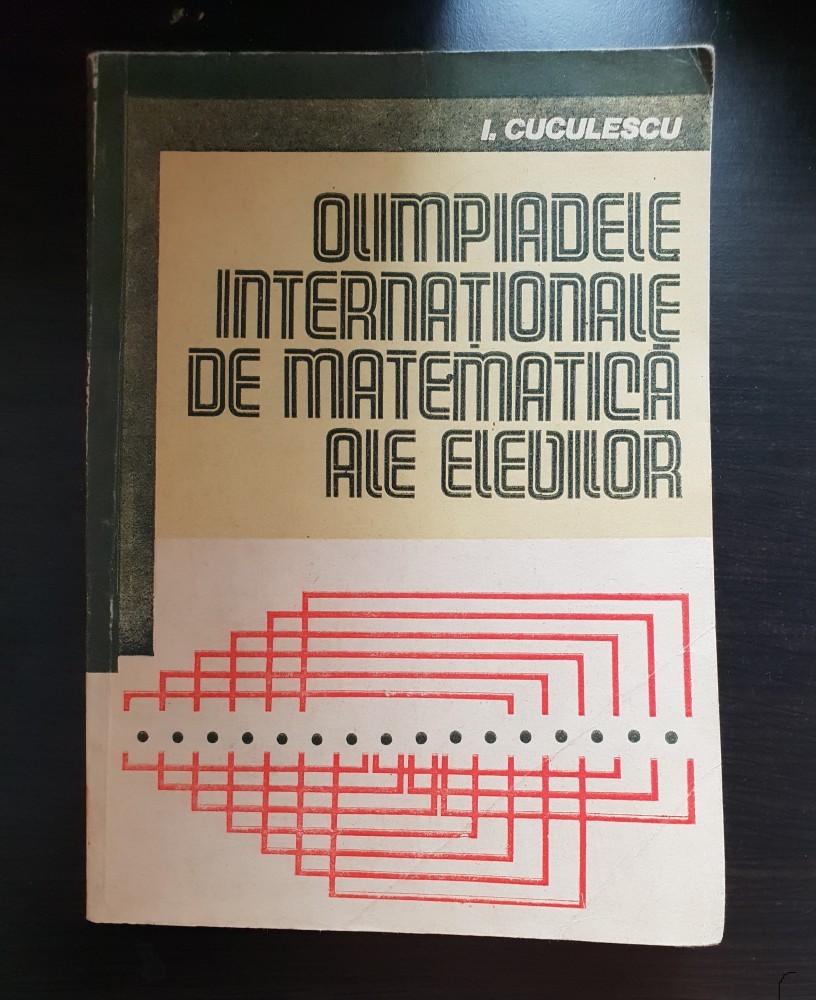 I. CUCULESCU
OLIMPIADELE
INTERNAȚIONALE
DE MATEMATICĂ
ALE ELEVILOR